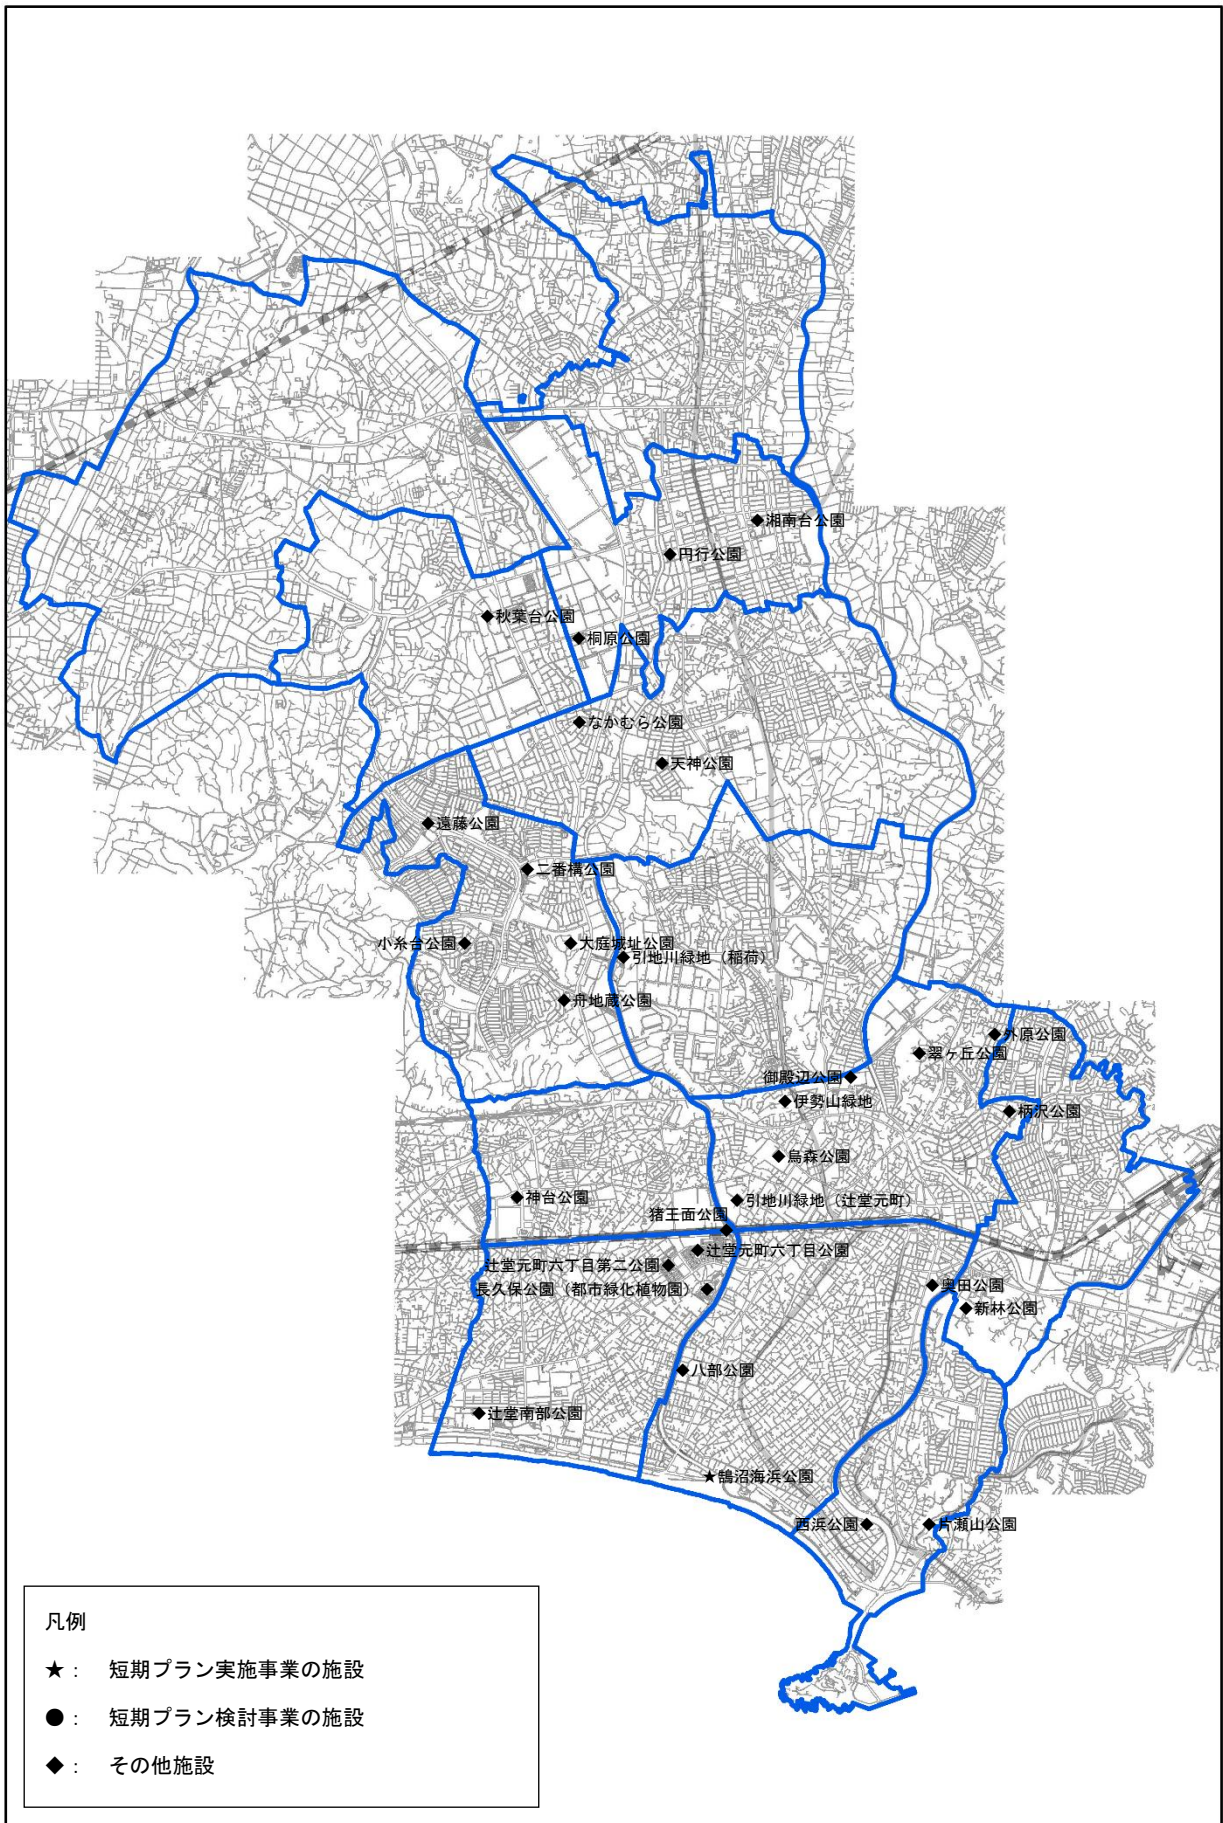 ◆湘南台公園
◆円行公園
◆秋葉台公園
◆桐原公園
◆なかむら公園
◆天神公園
◆遠藤公園
◆二番構公園
小糸台公園◆
◆大庭城址公園
◆引地川緑地（稲荷）
◆舟地蔵公園
◆外原公園
◆翠ヶ丘公園
御殿辺公園◆
◆伊勢山緑地
◆柄沢公園
◆烏森公園
◆神台公園
◆引地川緑地（辻堂元町）
猪王面公園
◆
◆辻堂元町六丁目公園
辻堂元町六丁目第二公園◆
長久保公園（都市緑化植物園）◆
◆奥田公園
◆新林公園
◆八部公園
◆辻堂南部公園
★鵠沼海浜公園
西浜公園◆
◆片瀬山公園
凡例
★： 短期プラン実施事業の施設
●： 短期プラン検討事業の施設
◆： その他施設